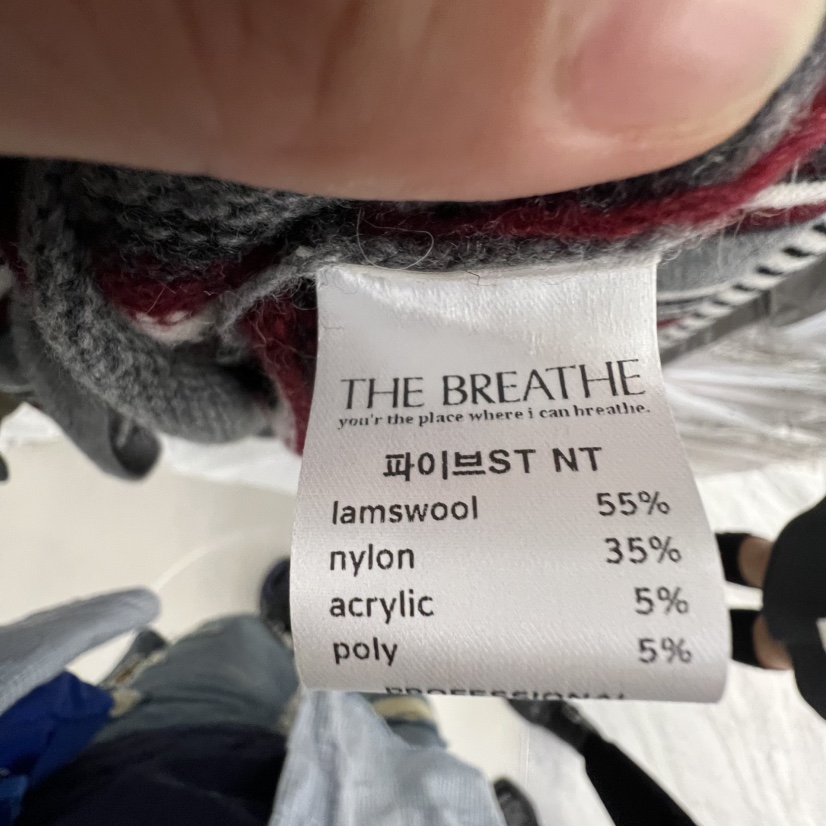 THE BREATHE
you'r the place where i can breathe.
파이브ST NT
lamswool 55%
nylon 35%
acrylic 5%
poly 5%
PROFESSIONAL